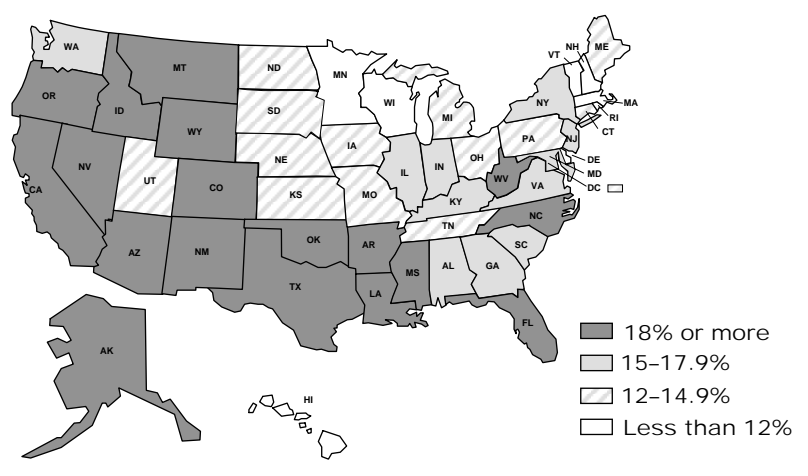 WA
MT
ND
MN
VT
NH
ME
OR
ID
SD
WI
MI
NY
MA
RI
CT
WY
IA
PA
NJ
NE
OH
DE
MD
DC
NV
UT
CO
IL
IN
WV
VA
CA
KS
MO
KY
NC
TN
AZ
NM
OK
AR
SC
MS
AL
GA
TX
LA
FL
AK
HI
18% or more
15–17.9%
12–14.9%
Less than 12%